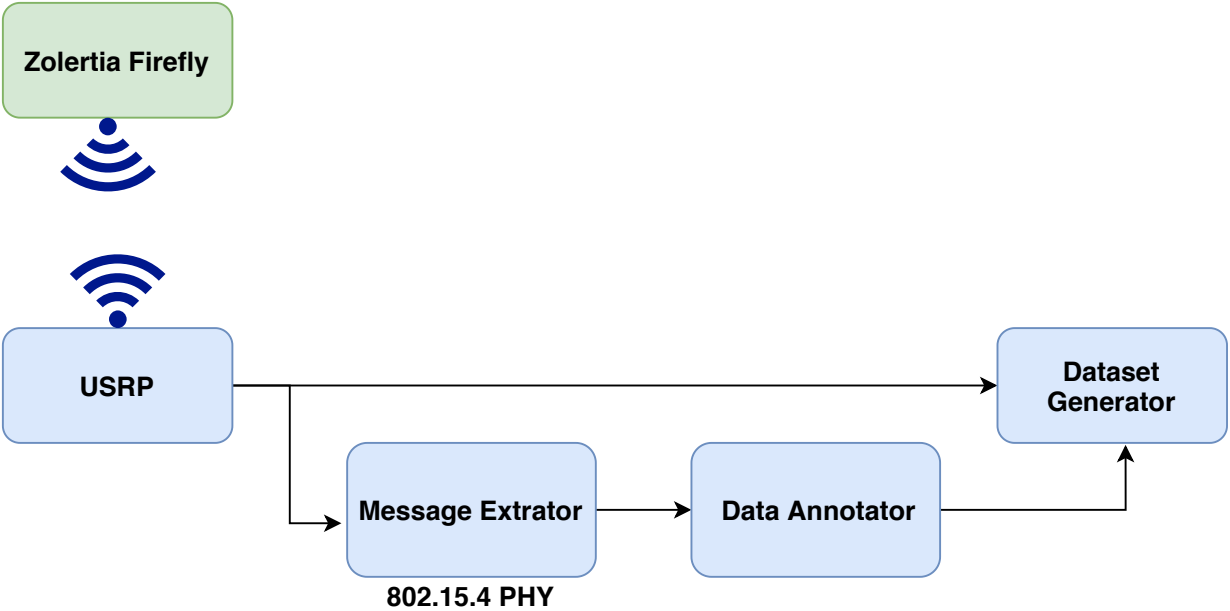 Zolertia Firefly
USRP
Dataset
Generator
Message Extrator
Data Annotator
802.15.4 PHY